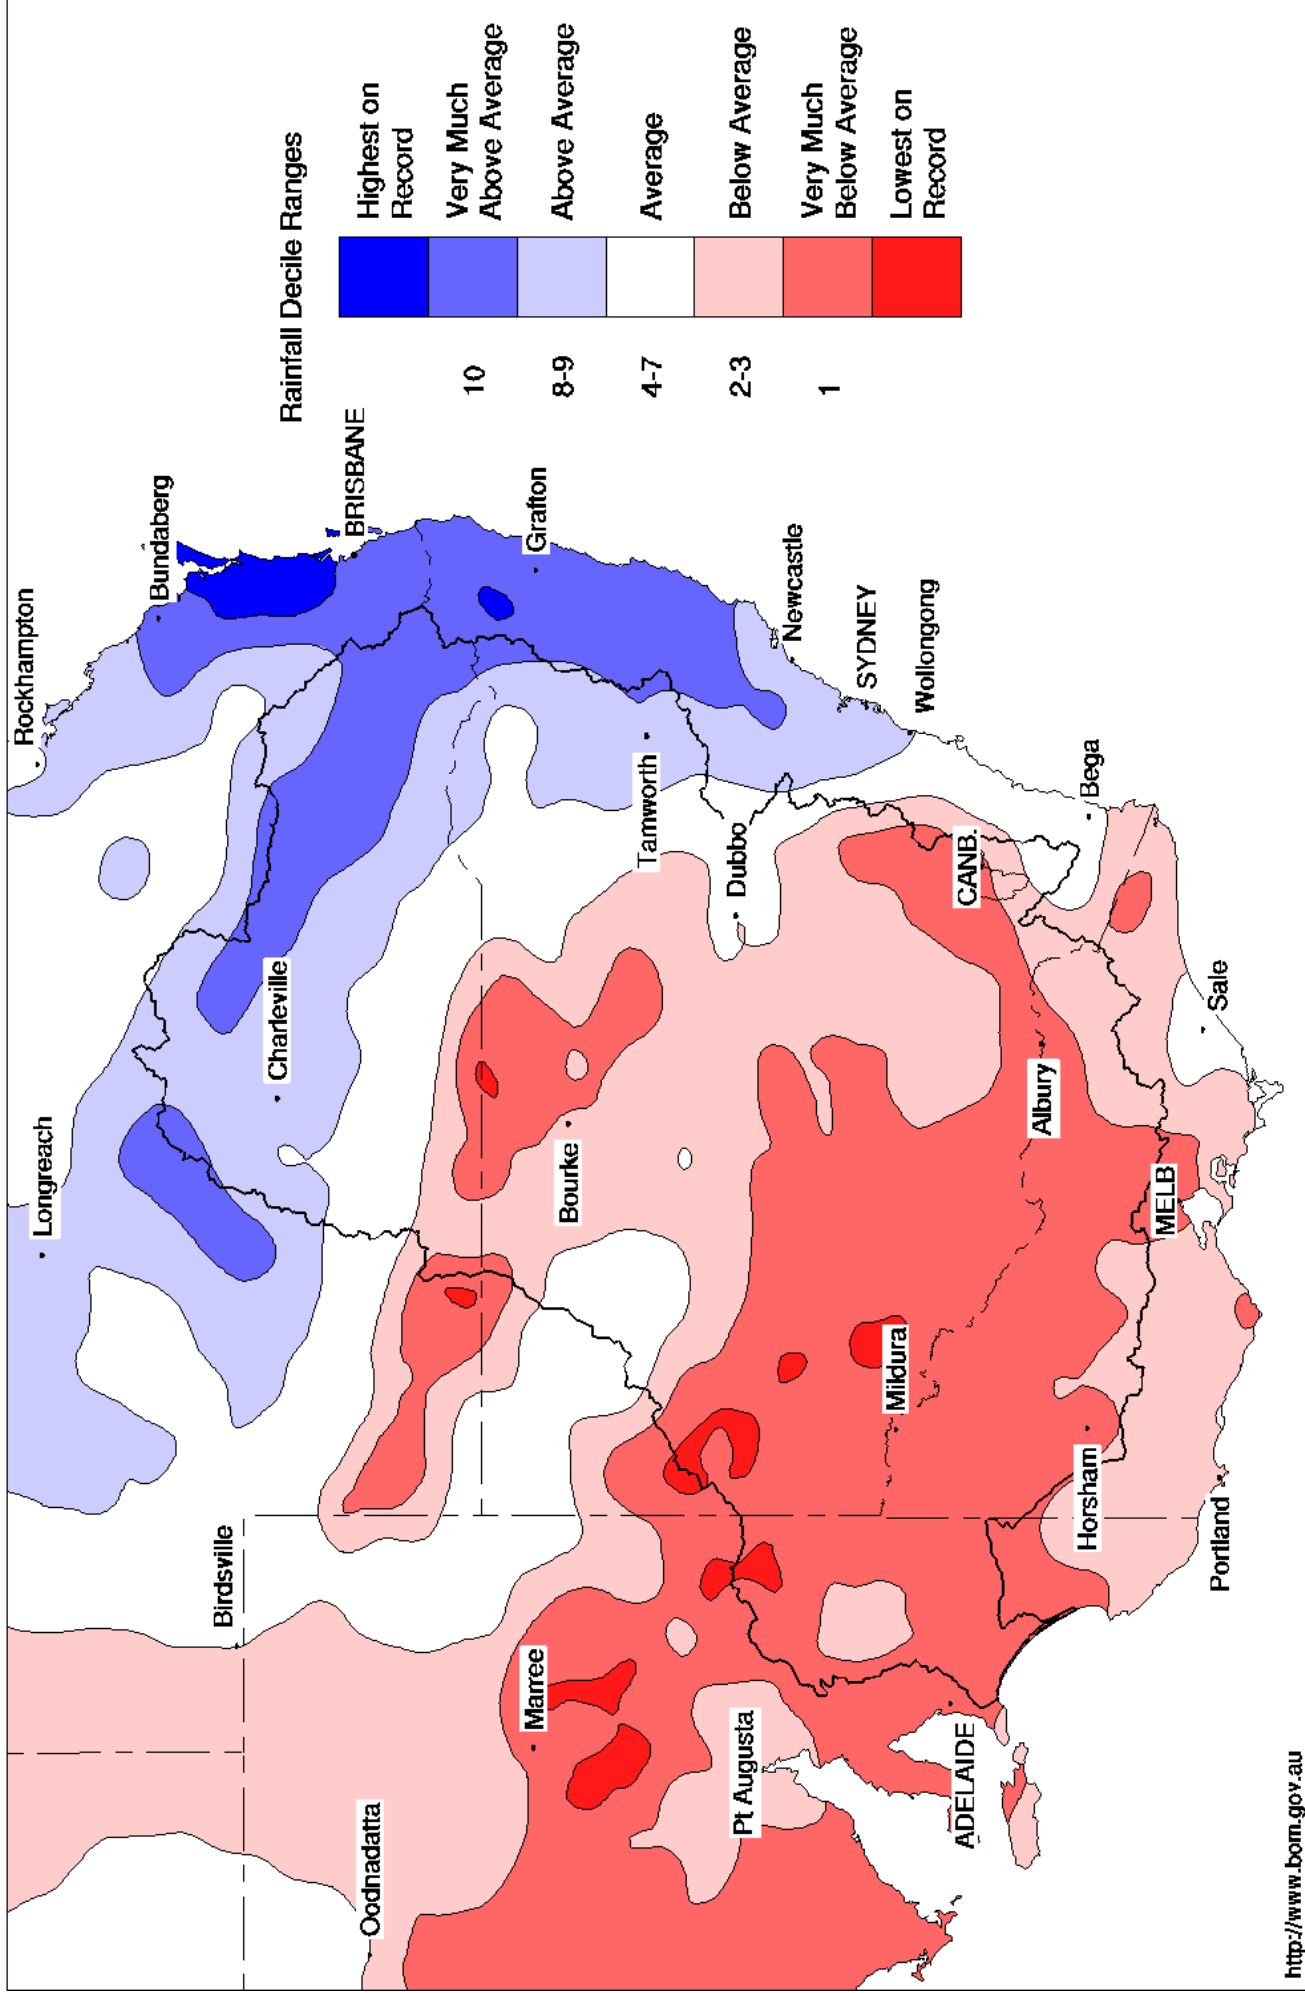 Rockhampton
Longreach
Bundaberg
Birdsville
Charleville
BRISBANE
Oodnadatta
Marree
Bourke
Grafton
Tamworth
Pt Augusta
Dubbo
Newcastle
Mildura
SYDNEY
ADELAIDE
CANB.
Wollongong
Albury
Horsham
Bega
MELB
Portland
Sale
Rainfall Decile Ranges
Highest on
Record
10
Very Much
Above Average
8-9
Above Average
4-7
Average
2-3
Below Average
1
Very Much
Below Average
Lowest on
Record
http://www.bom.gov.au